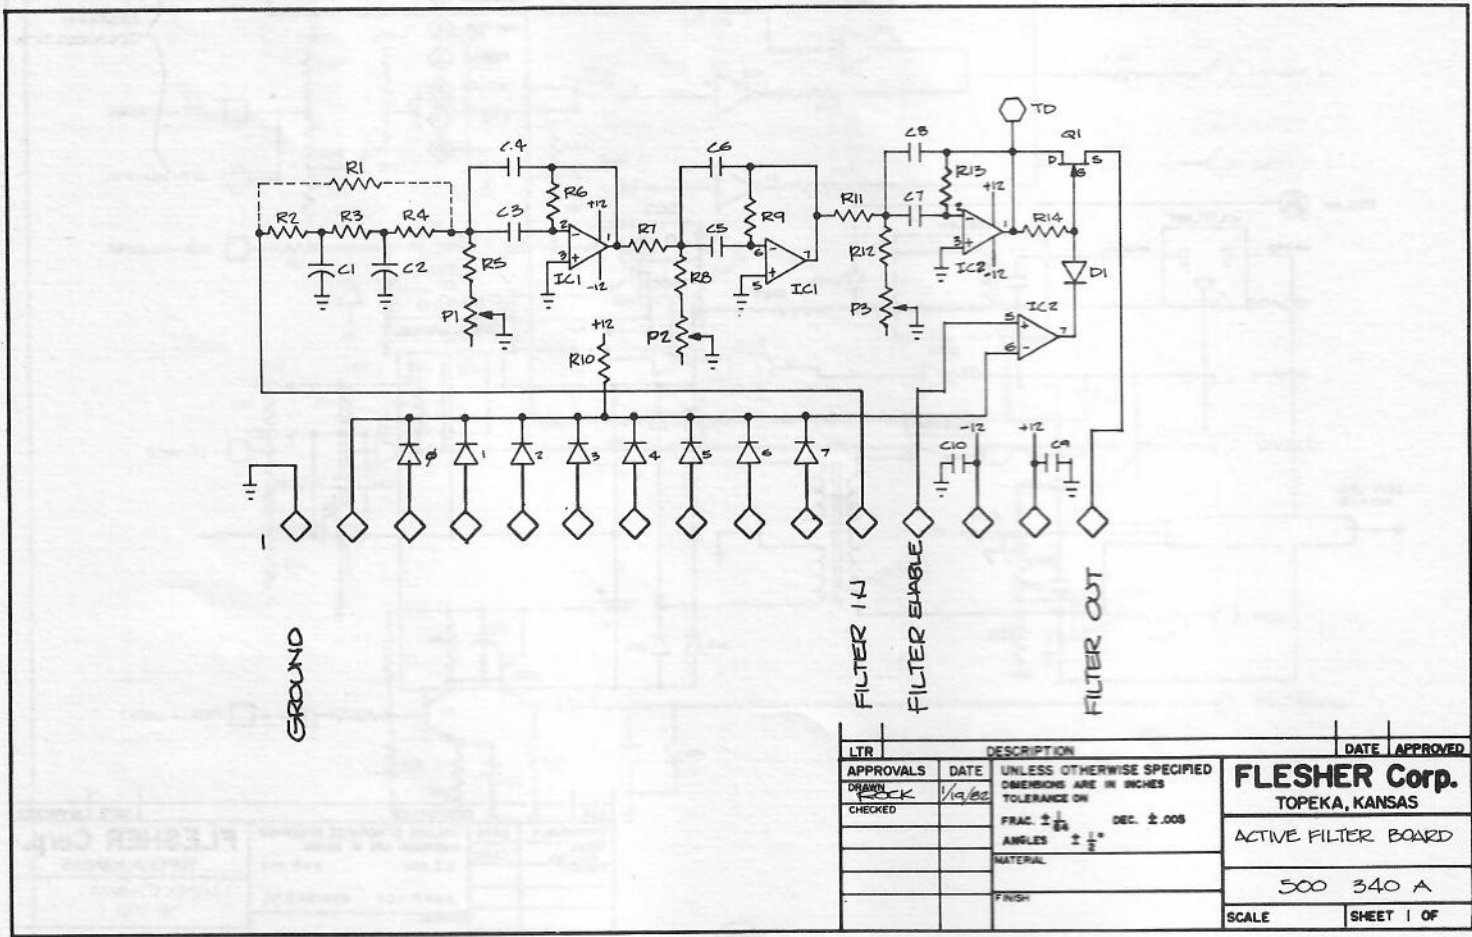 TD
C8
Q1
D
S
G
C4
C6
R1
R6
+12
R13
+12
R2
R3
R4
C3
2
-
1
R7
C5
R9
6
-
7
R11
C7
2
-
1
R14
C1
C2
R5
3
+
IC1
-12
R8
5
+
IC1
R12
3
+
IC2
-12
D1
P1
P2
P3
IC2
5
+
7
6
-
+12
R10
-12
+12
C10
C9
φ
1
2
3
4
5
6
7
1
GROUND
FILTER IN
FILTER ENABLE
FILTER OUT
LTR
DESCRIPTION
DATE
APPROVED
APPROVALS
DATE
DRAWN
ROCK
1/19/82
CHECKED
UNLESS OTHERWISE SPECIFIED
DIMENSIONS ARE IN INCHES
TOLERANCE ON
FRAC. ± 1/64 DEC. ± .005
ANGLES ± 1/2°
MATERIAL
FINISH
FLESHER Corp.
TOPEKA, KANSAS
ACTIVE FILTER BOARD
500 340 A
SCALE
SHEET 1 OF